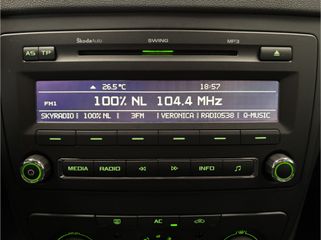 ŠkodaAUTO SWING MP3
AS TP
26.5°C 18:57
FM1 100% NL 104.4 MHz
SKYRADIO 100% NL 3FM VERONICA RADIO538 Q-MUSIC
MEDIA RADIO INFO
AC